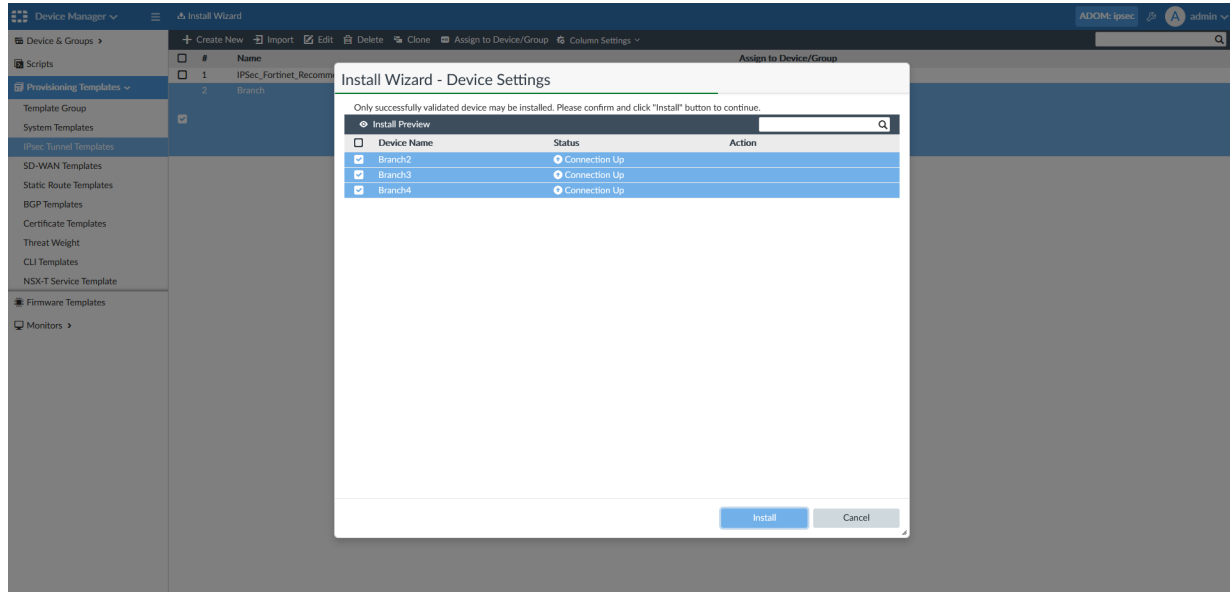 Device Manager
Install Wizard
ADOM: ipsec
A admin
Device & Groups
Create New Import Edit Delete Clone Assign to Device/Group Column Settings
Scripts
# Name Assign to Device/Group
1
Provisioning Templates
2 Branch
Template Group
System Templates
IPsec Tunnel Templates
SD-WAN Templates
Static Route Templates
BGP Templates
Certificate Templates
Threat Weight
CLI Templates
NSX-T Service Template
Firmware Templates
Monitors
Install Wizard - Device Settings
Only successfully validated device may be installed. Please confirm and click "Install" button to continue.
Install Preview
Device Name Status Action
Branch2 Connection Up
Branch3 Connection Up
Branch4 Connection Up
Install Cancel